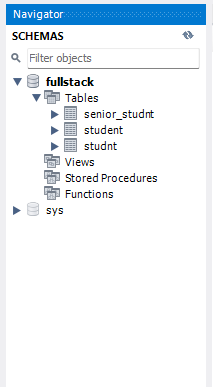 Navigator
SCHEMAS
Filter objects
fullstack
Tables
senior_studnt
student
studnt
Views
Stored Procedures
Functions
sys